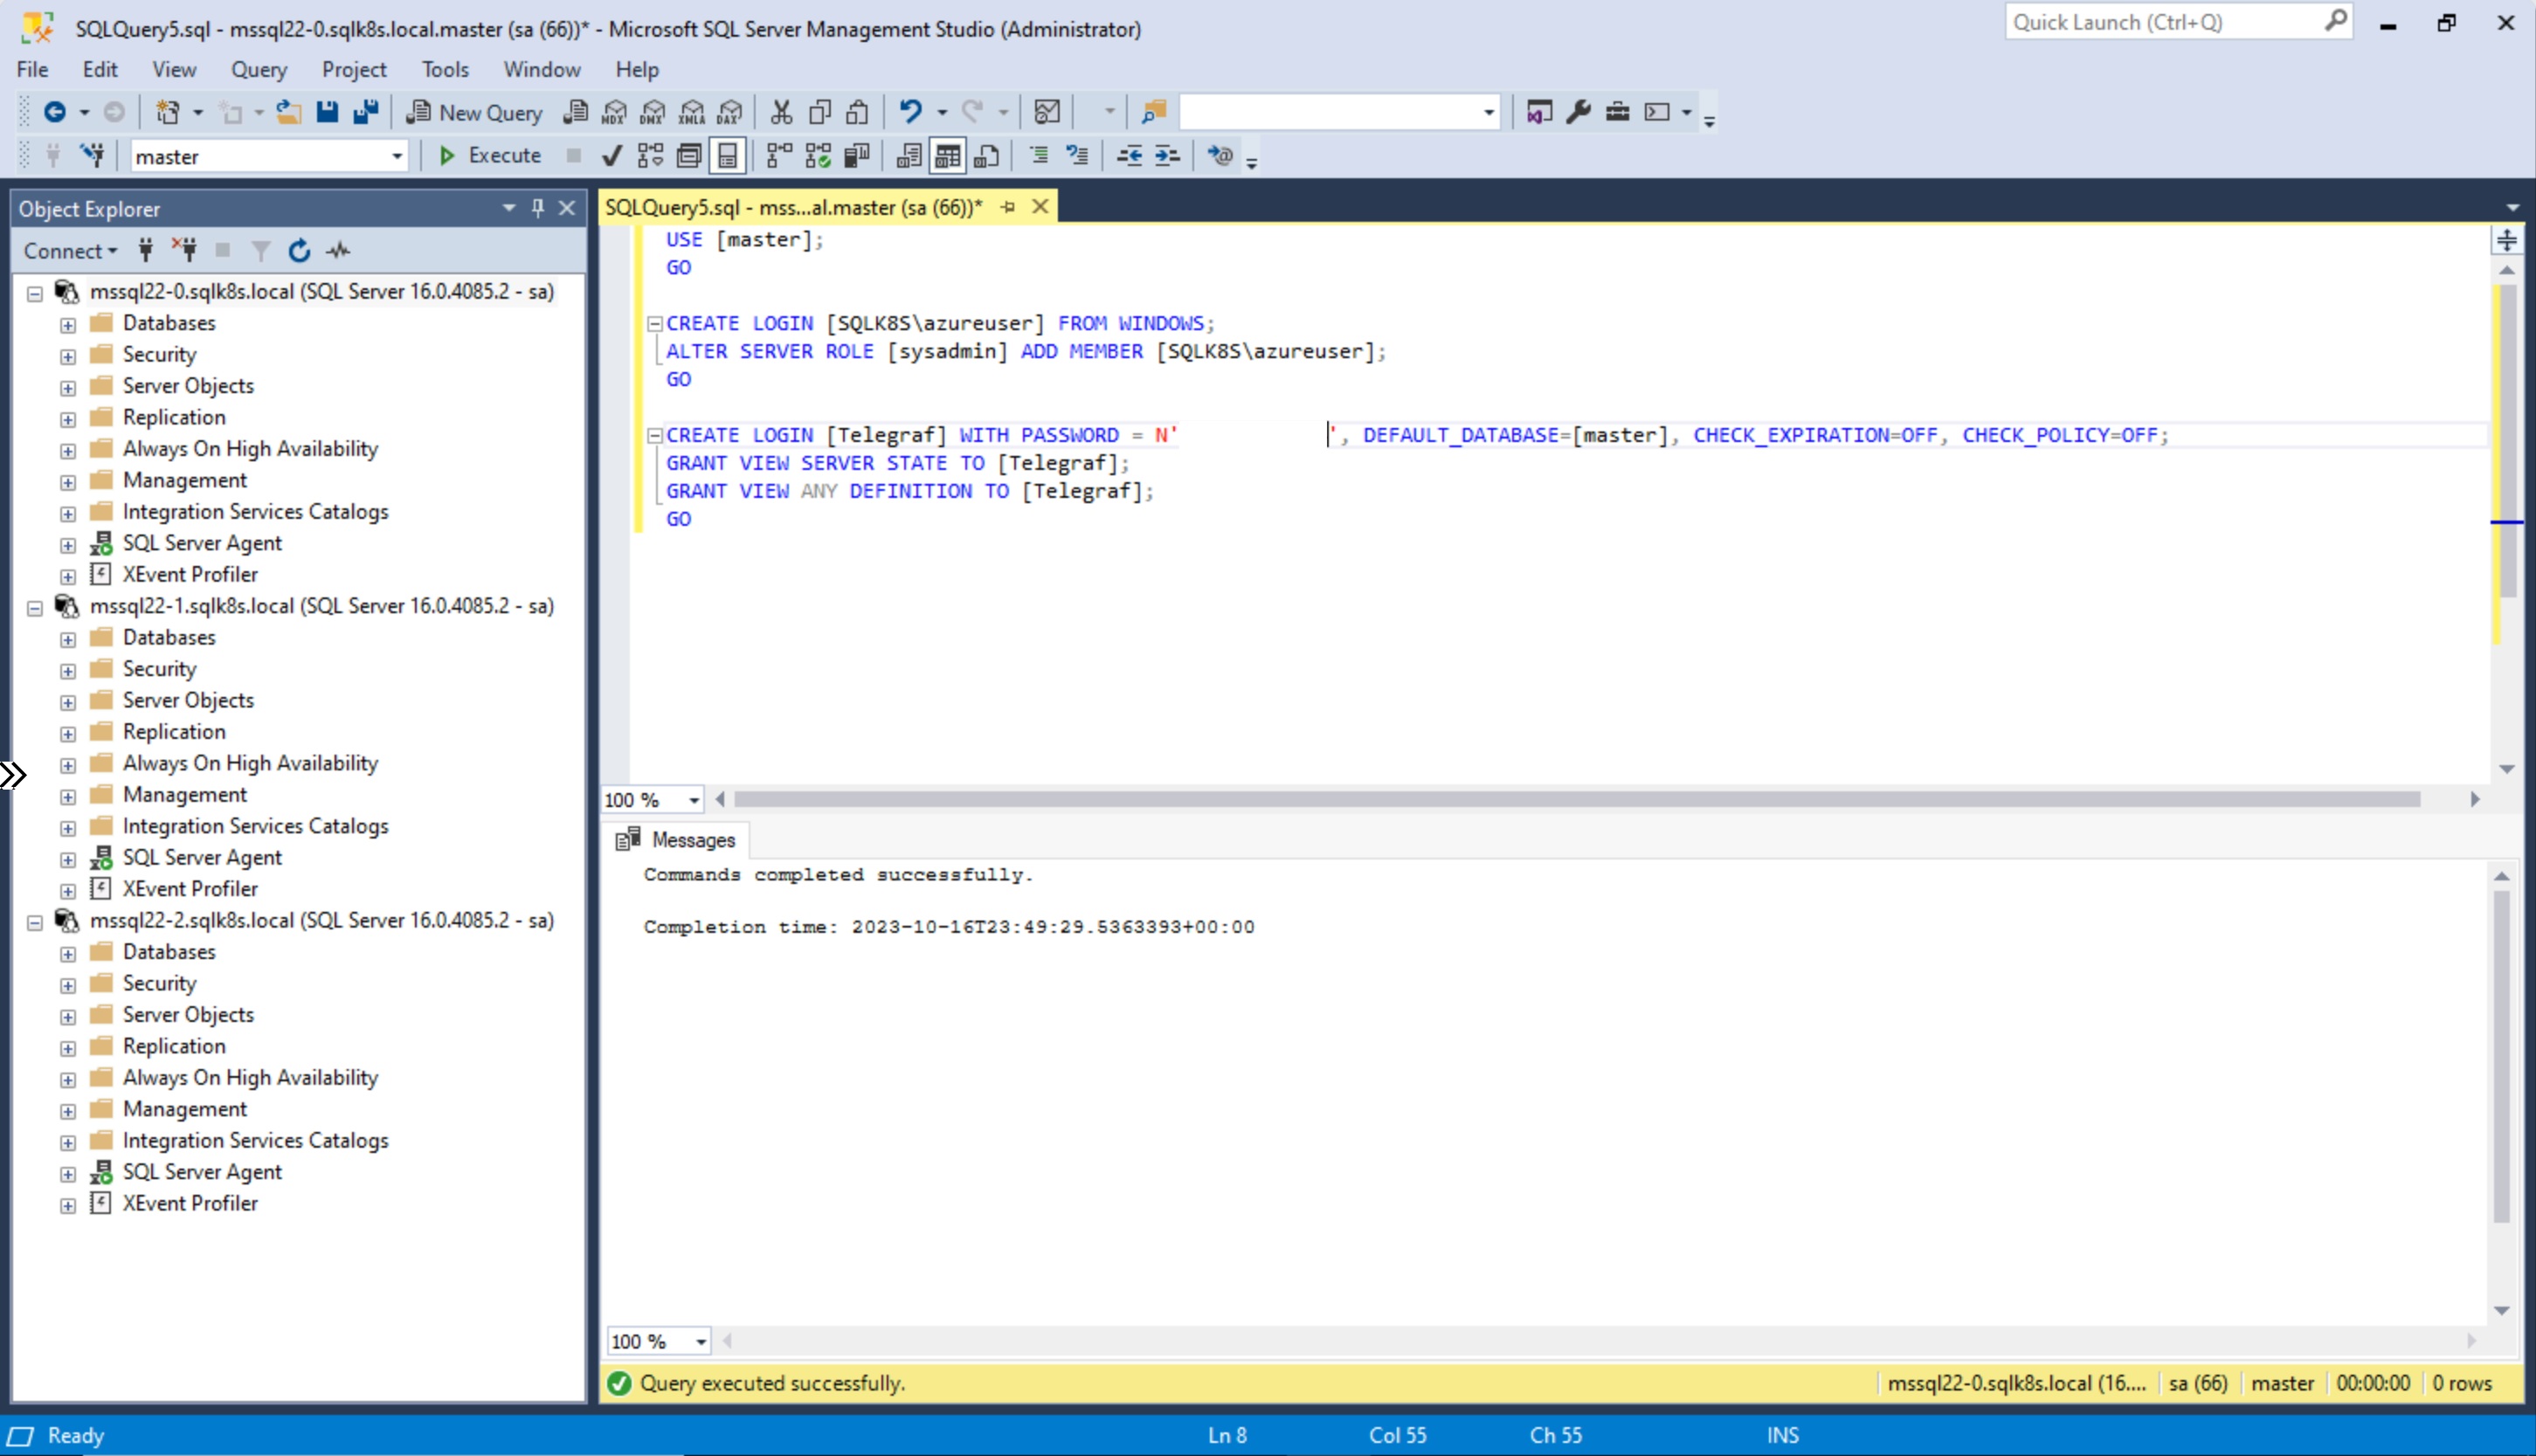 SQLQuery5.sql - mssql22-0.sqlk8s.local.master (sa (66))* - Microsoft SQL Server Management Studio (Administrator)
Quick Launch (Ctrl+Q)
File Edit View Query Project Tools Window Help
New Query MDX DMX XMLA DAX
master Execute
Object Explorer
Connect
mssql22-0.sqlk8s.local (SQL Server 16.0.4085.2 - sa)
Databases
Security
Server Objects
Replication
Always On High Availability
Management
Integration Services Catalogs
SQL Server Agent
XEvent Profiler
mssql22-1.sqlk8s.local (SQL Server 16.0.4085.2 - sa)
Databases
Security
Server Objects
Replication
Always On High Availability
Management
Integration Services Catalogs
SQL Server Agent
XEvent Profiler
mssql22-2.sqlk8s.local (SQL Server 16.0.4085.2 - sa)
Databases
Security
Server Objects
Replication
Always On High Availability
Management
Integration Services Catalogs
SQL Server Agent
XEvent Profiler
SQLQuery5.sql - mss...al.master (sa (66))*
USE [master];
GO
CREATE LOGIN [SQLK8S\azureuser] FROM WINDOWS;
ALTER SERVER ROLE [sysadmin] ADD MEMBER [SQLK8S\azureuser];
GO
CREATE LOGIN [Telegraf] WITH PASSWORD = N' ', DEFAULT_DATABASE=[master], CHECK_EXPIRATION=OFF, CHECK_POLICY=OFF;
GRANT VIEW SERVER STATE TO [Telegraf];
GRANT VIEW ANY DEFINITION TO [Telegraf];
GO
100 %
Messages
Commands completed successfully.
Completion time: 2023-10-16T23:49:29.5363393+00:00
100 %
Query executed successfully.
mssql22-0.sqlk8s.local (16.... sa (66) master 00:00:00 0 rows
Ready Ln 8 Col 55 Ch 55 INS